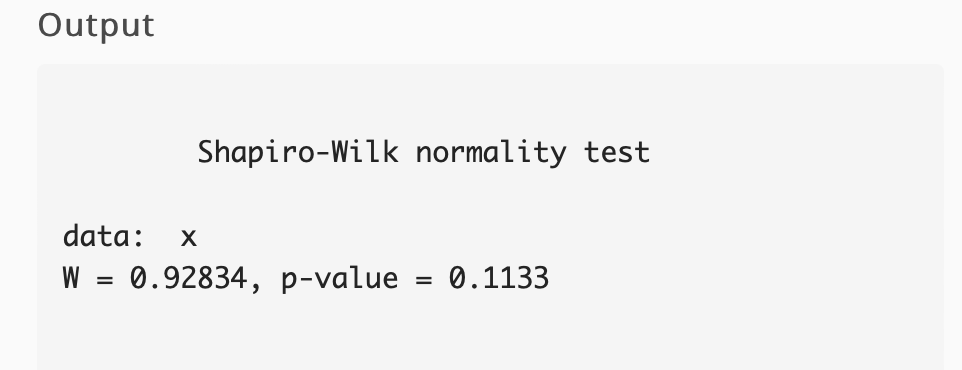 Output
Shapiro-Wilk normality test
data:  x
W = 0.92834, p-value = 0.1133